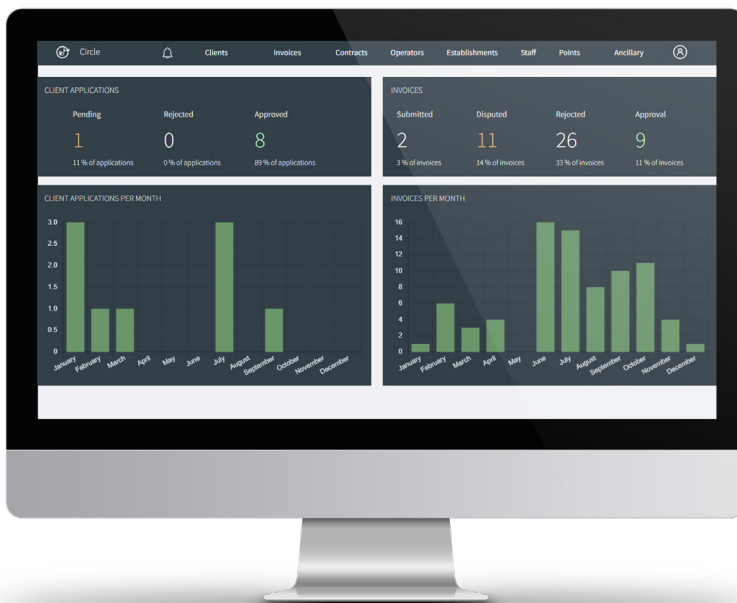 Circle Clients Invoices Contracts Operators Establishments Staff Points Ancillary
CLIENT APPLICATIONS
Pending Rejected Approved
1 0 8
11 % of applications 0 % of applications 89 % of applications
INVOICES
Submitted Disputed Rejected Approval
2 11 26 9
3 % of invoices 14 % of invoices 33 % of invoices 11 % of invoices
CLIENT APPLICATIONS PER MONTH
3.0
2.5
2.0
1.5
1.0
0.5
0
January February March April May June July August September October November December
INVOICES PER MONTH
16
14
12
10
8
6
4
2
0
January February March April May June July August September October November December